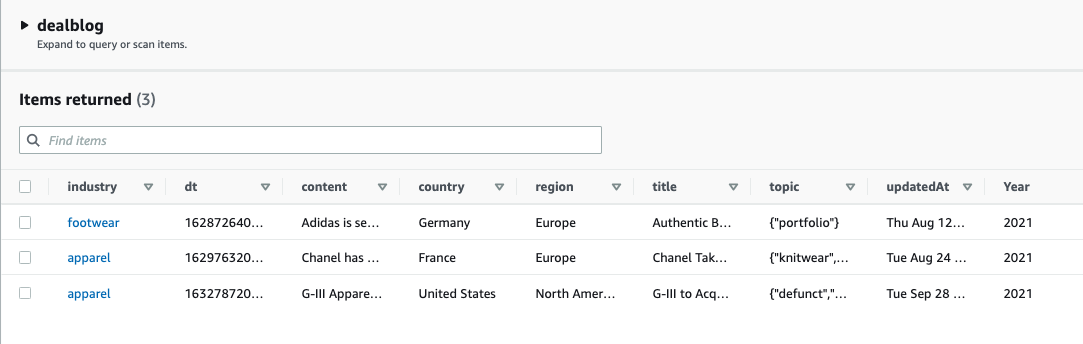 dealblog
Expand to query or scan items.
Items returned (3)
Find items
industry dt content country region title topic updatedAt Year
footwear 162872640... Adidas is se... Germany Europe Authentic B... {"portfolio"} Thu Aug 12... 2021
apparel 162976320... Chanel has ... France Europe Chanel Tak... {"knitwear",... Tue Aug 24 ... 2021
apparel 163278720... G-III Appare... United States North Amer... G-III to Acq... {"defunct","... Tue Sep 28 ... 2021